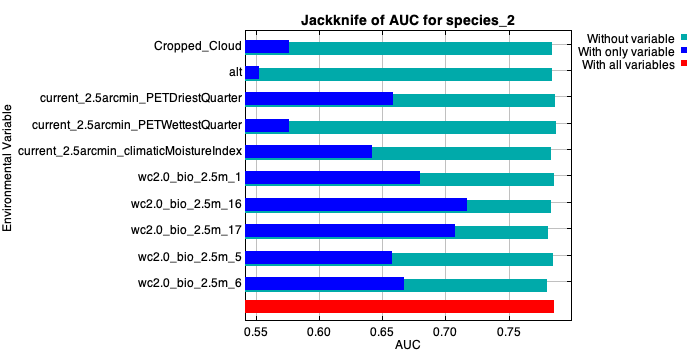 Jackknife of AUC for species_2
Without variable
With only variable
With all variables
Environmental Variable
Cropped_Cloud
alt
current_2.5arcmin_PETDriestQuarter
current_2.5arcmin_PETWettestQuarter
current_2.5arcmin_climaticMoistureIndex
wc2.0_bio_2.5m_1
wc2.0_bio_2.5m_16
wc2.0_bio_2.5m_17
wc2.0_bio_2.5m_5
wc2.0_bio_2.5m_6
0.55 0.60 0.65 0.70 0.75
AUC